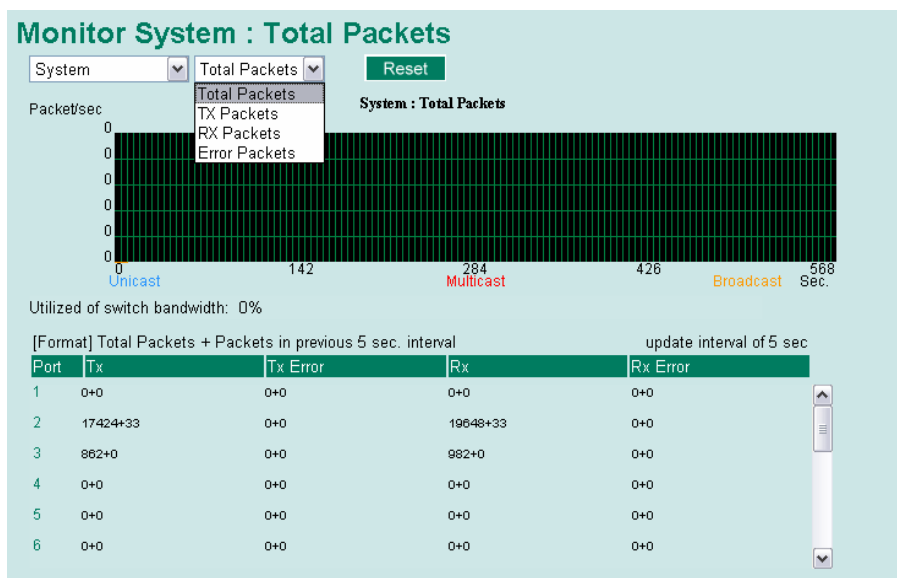 Monitor System : Total Packets
System Total Packets Reset
Total Packets
TX Packets
RX Packets
Error Packets
Packet/sec System : Total Packets
0
0
0
0
0
0
0 142 284 426 568
Unicast Multicast Broadcast Sec.
Utilized of switch bandwidth: 0%
[Format] Total Packets + Packets in previous 5 sec. interval update interval of 5 sec
Port Tx Tx Error Rx Rx Error
1 0+0 0+0 0+0 0+0
2 17424+33 0+0 19648+33 0+0
3 862+0 0+0 982+0 0+0
4 0+0 0+0 0+0 0+0
5 0+0 0+0 0+0 0+0
6 0+0 0+0 0+0 0+0